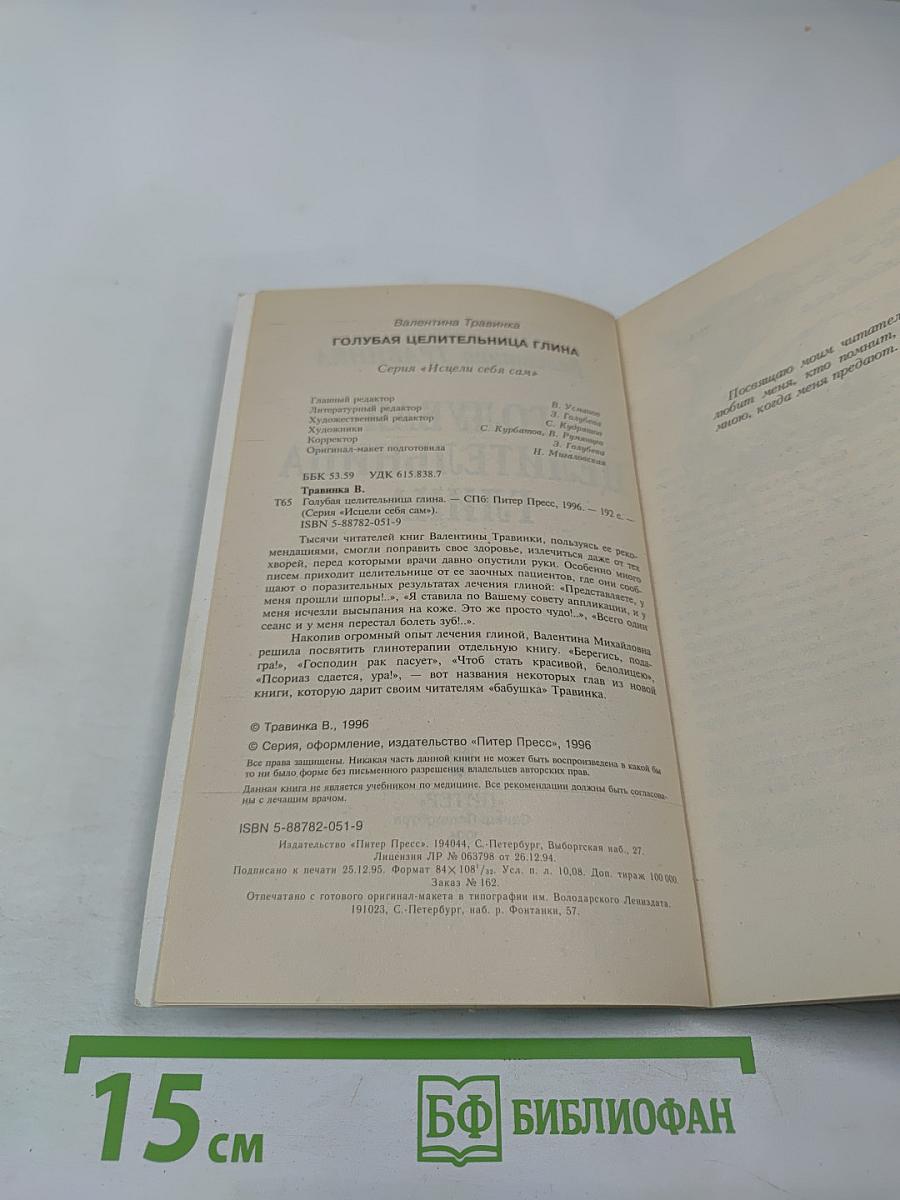 Валентина Травинка
ГОЛУБАЯ ЦЕЛИТЕЛЬНИЦА ГЛИНА
Серия «Исцели себя сам»
Главный редактор В. Усманов
Литературный редактор З. Голубева
Художественный редактор С. Кудряшов
Художники С. Курбатов, В. Румянцев
Корректор З. Голубева
Оригинал-макет подготовила Н. Мигаловская
ББК 53.59 УДК 615.838.7
Травинка В.
Т65 Голубая целительница глина. — СПб: Питер Пресс, 1996. — 192 с. —
(Серия «Исцели себя сам»).
ISBN 5-88782-051-9
Тысячи читателей книг Валентины Травинки, пользуясь ее реко-
мендациями, смогли поправить свое здоровье, излечиться даже от тех
хворей, перед которыми врачи давно опустили руки. Особенно много
писем приходит целительнице от ее заочных пациентов, где они сооб-
щают о поразительных результатах лечения глиной: «Представляете, у
меня прошли шпоры!..», «Я ставила по Вашему совету аппликации, и у
меня исчезли высыпания на коже. Это же просто чудо!..», «Всего один
сеанс и у меня перестал болеть зуб!..».
Накопив огромный опыт лечения глиной, Валентина Михайловна
решила посвятить глинотерапии отдельную книгу. «Берегись, пода-
гра!», «Господин рак пасует», «Чтоб стать красивой, белолицею»,
«Псориаз сдается, ура!», — вот названия некоторых глав из новой
книги, которую дарит своим читателям «бабушка» Травинка.
© Травинка В., 1996
© Серия, оформление, издательство «Питер Пресс», 1996
Все права защищены. Никакая часть данной книги не может быть воспроизведена в какой бы
то ни было форме без письменного разрешения владельцев авторских прав.
Данная книга не является учебником по медицине. Все рекомендации должны быть согласова-
ны с лечащим врачом.
ISBN 5-88782-051-9
Издательство «Питер Пресс». 194044, С.-Петербург, Выборгская наб., 27.
Лицензия ЛР № 063798 от 26.12.94.
Подписано к печати 25.12.95. Формат 84×108¹/₃₂. Усл. п. л. 10,08. Доп. тираж 100 000.
Заказ № 162.
Отпечатано с готового оригинал-макета в типографии им. Володарского Лениздата.
191023, С.-Петербург, наб. р. Фонтанки, 57.
Посвящаю моим читател
любит меня, кто помнит,
мною, когда меня предают.
15 см
БФ БИБЛИОФАН